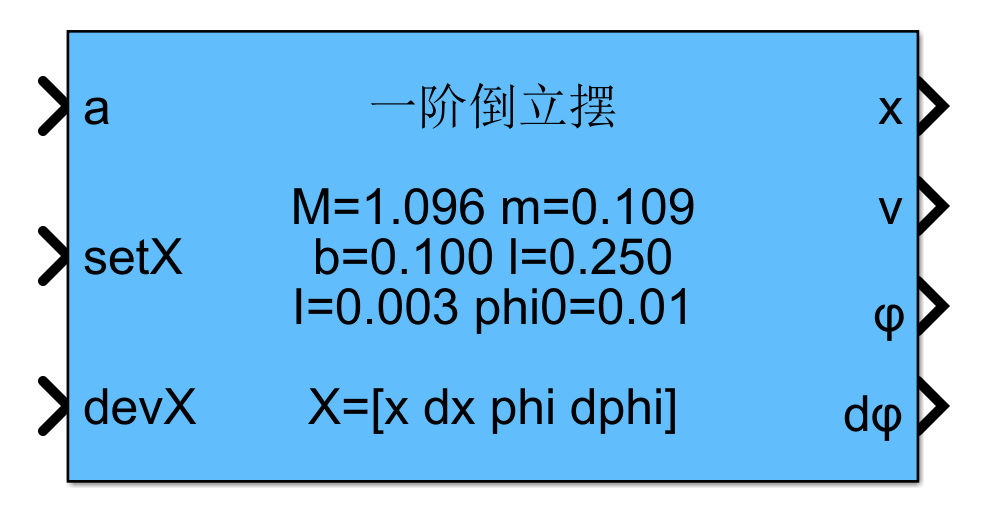 a
一阶倒立摆
x
M=1.096 m=0.109
v
setX
b=0.100 l=0.250
I=0.003 phi0=0.01
φ
devX
X=[x dx phi dphi]
dφ